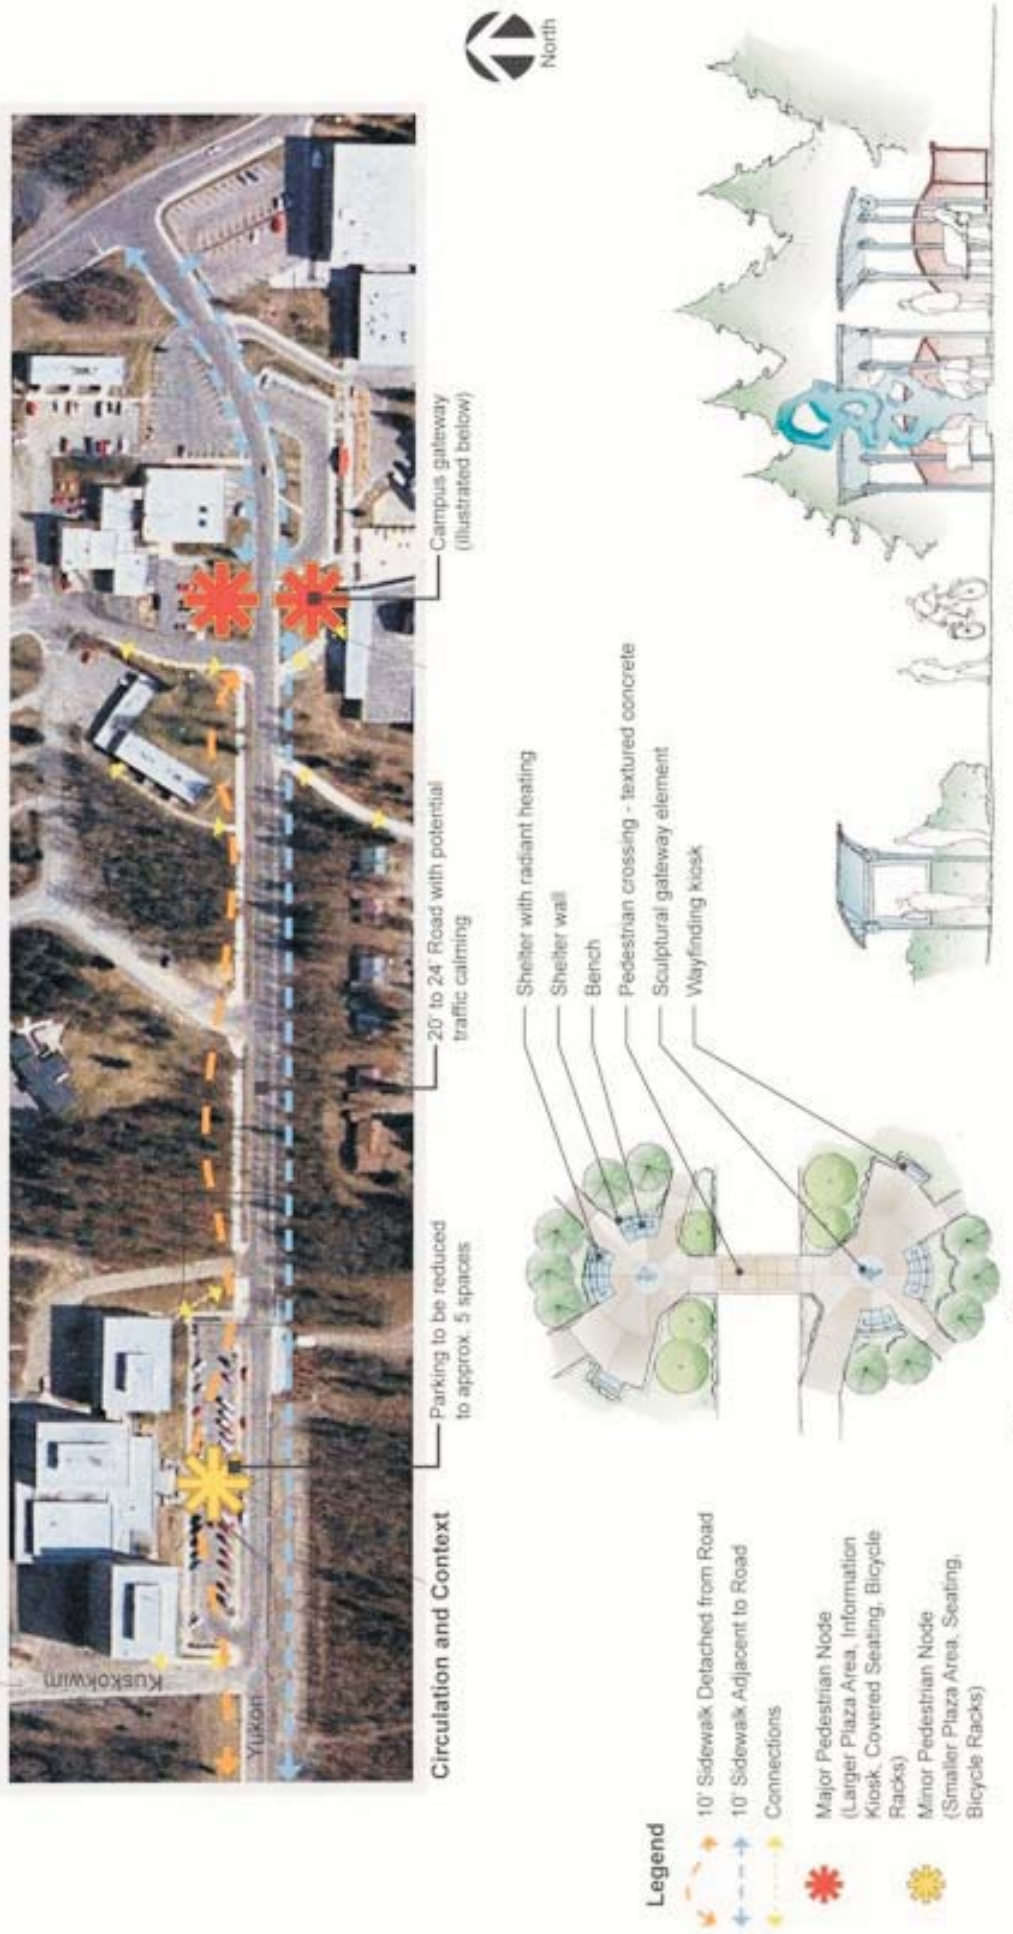 North
Kuskokwim
Yukon
Campus gateway
(illustrated below)
20' to 24' Road with potential
traffic calming
Parking to be reduced
to approx. 5 spaces
Circulation and Context
Shelter with radiant heating
Shelter wall
Bench
Pedestrian crossing - textured concrete
Sculptural gateway element
Wayfinding kiosk
Legend
10' Sidewalk Detached from Road
10' Sidewalk Adjacent to Road
Connections
Major Pedestrian Node
(Larger Plaza Area, Information
Kiosk, Covered Seating, Bicycle
Racks)
Minor Pedestrian Node
(Smaller Plaza Area, Seating,
Bicycle Racks)